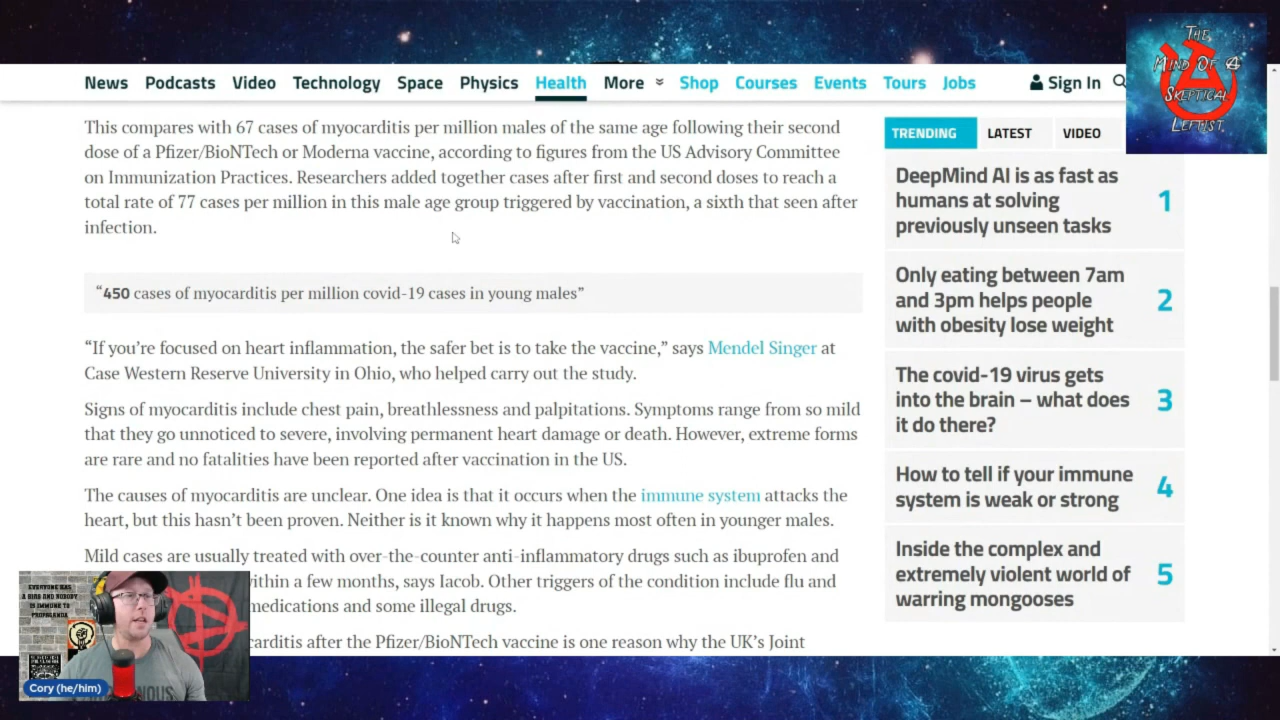 THE
MIND OF A
SKEPTICAL
LEFTIST
News Podcasts Video Technology Space Physics Health More Shop Courses Events Tours Jobs Sign In
This compares with 67 cases of myocarditis per million males of the same age following their second
dose of a Pfizer/BioNTech or Moderna vaccine, according to figures from the US Advisory Committee
on Immunization Practices. Researchers added together cases after first and second doses to reach a
total rate of 77 cases per million in this male age group triggered by vaccination, a sixth that seen after
infection.
“450 cases of myocarditis per million covid-19 cases in young males”
“If you’re focused on heart inflammation, the safer bet is to take the vaccine,” says Mendel Singer at
Case Western Reserve University in Ohio, who helped carry out the study.
Signs of myocarditis include chest pain, breathlessness and palpitations. Symptoms range from so mild
that they go unnoticed to severe, involving permanent heart damage or death. However, extreme forms
are rare and no fatalities have been reported after vaccination in the US.
The causes of myocarditis are unclear. One idea is that it occurs when the immune system attacks the
heart, but this hasn’t been proven. Neither is it known why it happens most often in younger males.
Mild cases are usually treated with over-the-counter anti-inflammatory drugs such as ibuprofen and
within a few months, says Iacob. Other triggers of the condition include flu and
medications and some illegal drugs.
carditis after the Pfizer/BioNTech vaccine is one reason why the UK’s Joint
TRENDING LATEST VIDEO
DeepMind AI is as fast as
humans at solving
previously unseen tasks
1
Only eating between 7am
and 3pm helps people
with obesity lose weight
2
The covid-19 virus gets
into the brain – what does
it do there?
3
How to tell if your immune
system is weak or strong
4
Inside the complex and
extremely violent world of
warring mongooses
5
EVERYONE HAS
A BIAS AND NOBODY
IS IMMUNE TO
PROPAGANDA
Cory (he/him)